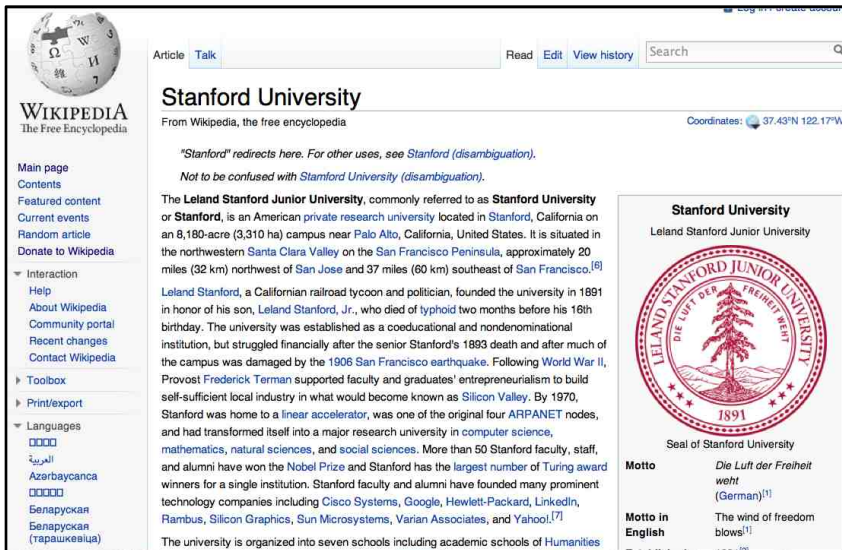 Log in / create account
Article Talk
Read Edit View history
Search
WIKIPEDIA
The Free Encyclopedia
Main page
Contents
Featured content
Current events
Random article
Donate to Wikipedia
Interaction
Help
About Wikipedia
Community portal
Recent changes
Contact Wikipedia
Toolbox
Print/export
Languages
العربية
Azərbaycanca
Беларуская
Беларуская
(тарашкевіца)
Stanford University
From Wikipedia, the free encyclopedia
Coordinates: 37.43°N 122.17°W
"Stanford" redirects here. For other uses, see Stanford (disambiguation).
Not to be confused with Stamford University (disambiguation).
The Leland Stanford Junior University, commonly referred to as Stanford University
or Stanford, is an American private research university located in Stanford, California on
an 8,180-acre (3,310 ha) campus near Palo Alto, California, United States. It is situated in
the northwestern Santa Clara Valley on the San Francisco Peninsula, approximately 20
miles (32 km) northwest of San Jose and 37 miles (60 km) southeast of San Francisco.[6]
Leland Stanford, a Californian railroad tycoon and politician, founded the university in 1891
in honor of his son, Leland Stanford, Jr., who died of typhoid two months before his 16th
birthday. The university was established as a coeducational and nondenominational
institution, but struggled financially after the senior Stanford's 1893 death and after much of
the campus was damaged by the 1906 San Francisco earthquake. Following World War II,
Provost Frederick Terman supported faculty and graduates' entrepreneurialism to build
self-sufficient local industry in what would become known as Silicon Valley. By 1970,
Stanford was home to a linear accelerator, was one of the original four ARPANET nodes,
and had transformed itself into a major research university in computer science,
mathematics, natural sciences, and social sciences. More than 50 Stanford faculty, staff,
and alumni have won the Nobel Prize and Stanford has the largest number of Turing award
winners for a single institution. Stanford faculty and alumni have founded many prominent
technology companies including Cisco Systems, Google, Hewlett-Packard, LinkedIn,
Rambus, Silicon Graphics, Sun Microsystems, Varian Associates, and Yahoo!.[7]
The university is organized into seven schools including academic schools of Humanities
Stanford University
Leland Stanford Junior University
LELAND STANFORD JUNIOR UNIVERSITY
DIE LUFT DER FREIHEIT WEHT
1891
Seal of Stanford University
Motto Die Luft der Freiheit
weht
(German)[1]
Motto in The wind of freedom
English blows[1]